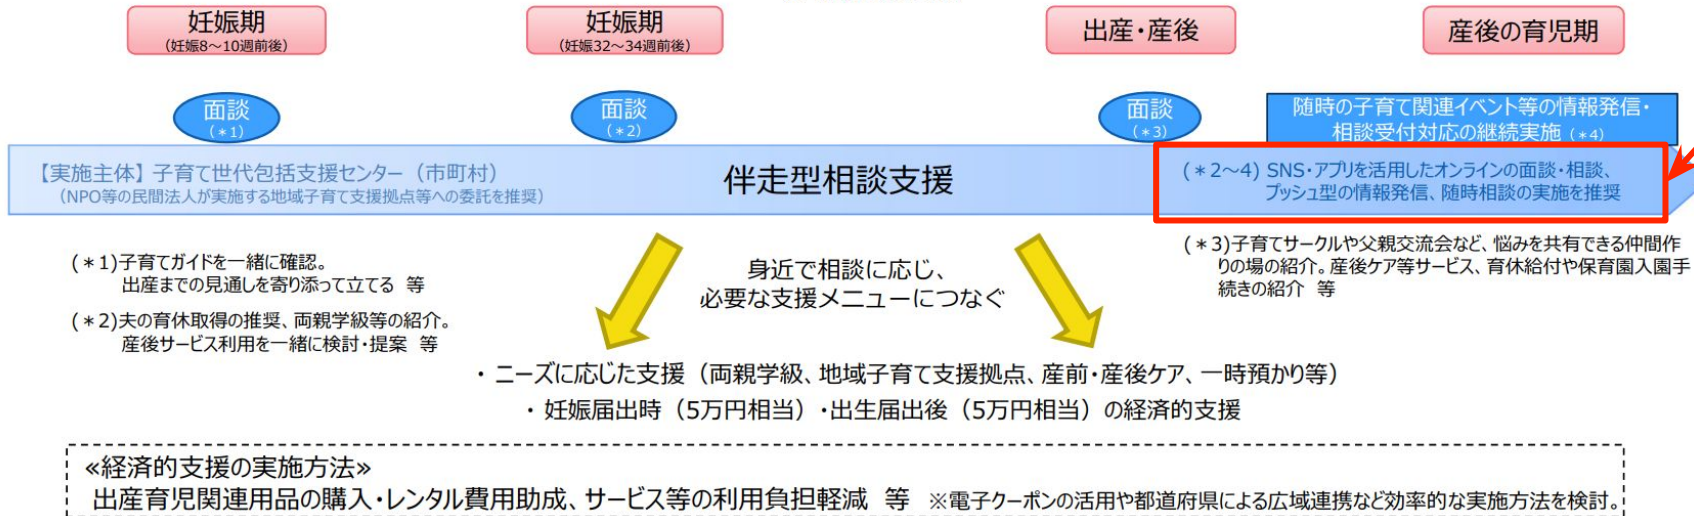 妊娠期
(妊娠8～10週前後)
妊娠期
(妊娠32～34週前後)
出産・産後
産後の育児期
面談
(＊1)
面談
(＊2)
面談
(＊3)
随時の子育て関連イベント等の情報発信・
相談受付対応の継続実施 (＊4)
【実施主体】子育て世代包括支援センター（市町村）
（NPO等の民間法人が実施する地域子育て支援拠点等への委託を推奨）
伴走型相談支援
(＊2～4) SNS・アプリを活用したオンラインの面談・相談、
プッシュ型の情報発信、随時相談の実施を推奨
(＊1)子育てガイドを一緒に確認。
出産までの見通しを寄り添って立てる 等
(＊2)夫の育休取得の推奨、両親学級等の紹介。
産後サービス利用を一緒に検討・提案 等
身近で相談に応じ、
必要な支援メニューにつなぐ
(＊3)子育てサークルや父親交流会など、悩みを共有できる仲間作
りの場の紹介。産後ケア等サービス、育休給付や保育園入園手
続きの紹介 等
・ニーズに応じた支援（両親学級、地域子育て支援拠点、産前・産後ケア、一時預かり等）
・妊娠届出時（5万円相当）・出生届出後（5万円相当）の経済的支援
≪経済的支援の実施方法≫
出産育児関連用品の購入・レンタル費用助成、サービス等の利用負担軽減 等 ※電子クーポンの活用や都道府県による広域連携など効率的な実施方法を検討。